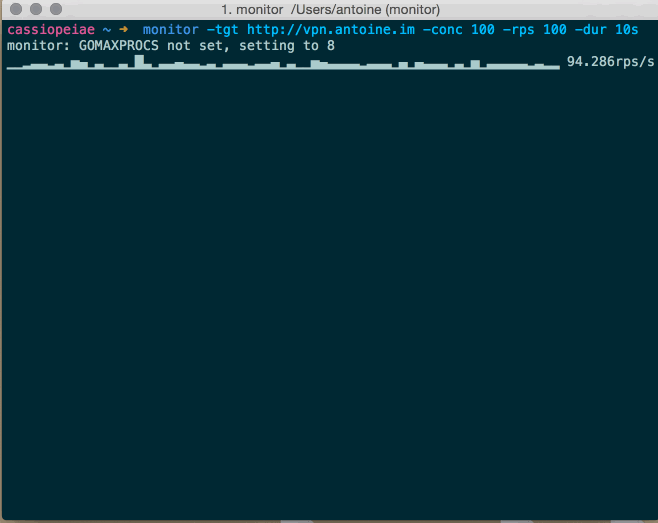 1. monitor /Users/antoine (monitor)
cassiopeiae ~ ➜ monitor -tgt http://vpn.antoine.im -conc 100 -rps 100 -dur 10s
monitor: GOMAXPROCS not set, setting to 8
94.286rps/s